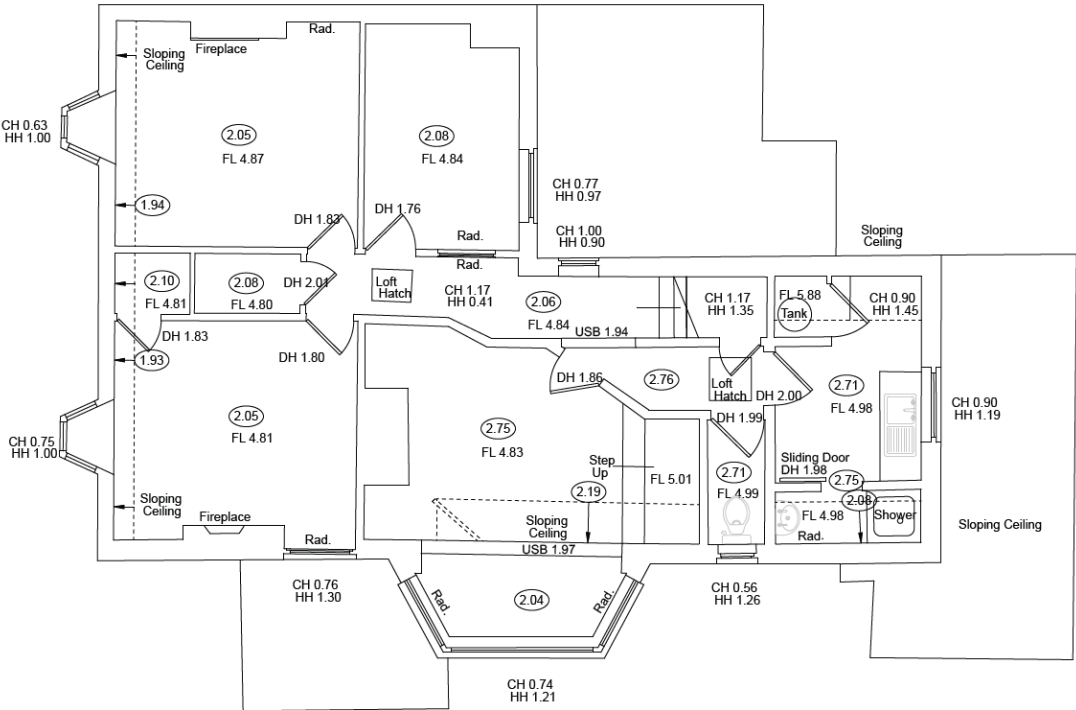 Rad.
Fireplace
Sloping
Ceiling
CH 0.63
HH 1.00
2.05
FL 4.87
2.08
FL 4.84
CH 0.77
HH 0.97
1.94
DH 1.83
DH 1.76
CH 1.00
HH 0.90
Rad.
Rad.
Sloping
Ceiling
2.10
FL 4.81
2.08
FL 4.80
DH 2.01
Loft
Hatch
CH 1.17
HH 0.41
2.06
FL 4.84
USB 1.94
CH 1.17
HH 1.35
FL 5.88
Tank
CH 0.90
HH 1.45
DH 1.83
1.93
DH 1.80
DH 1.86
2.76
Loft
Hatch
DH 2.00
2.71
FL 4.98
CH 0.90
HH 1.19
2.05
FL 4.81
CH 0.75
HH 1.00
2.75
FL 4.83
DH 1.99
Step
Up
FL 5.01
2.71
FL 4.99
Sliding Door
DH 1.98
2.75
2.08
FL 4.98
Shower
Rad.
2.19
Sloping
Ceiling
Sloping
Ceiling
Fireplace
Rad.
USB 1.97
Sloping Ceiling
CH 0.76
HH 1.30
Rad.
2.04
Rad.
CH 0.56
HH 1.26
CH 0.74
HH 1.21